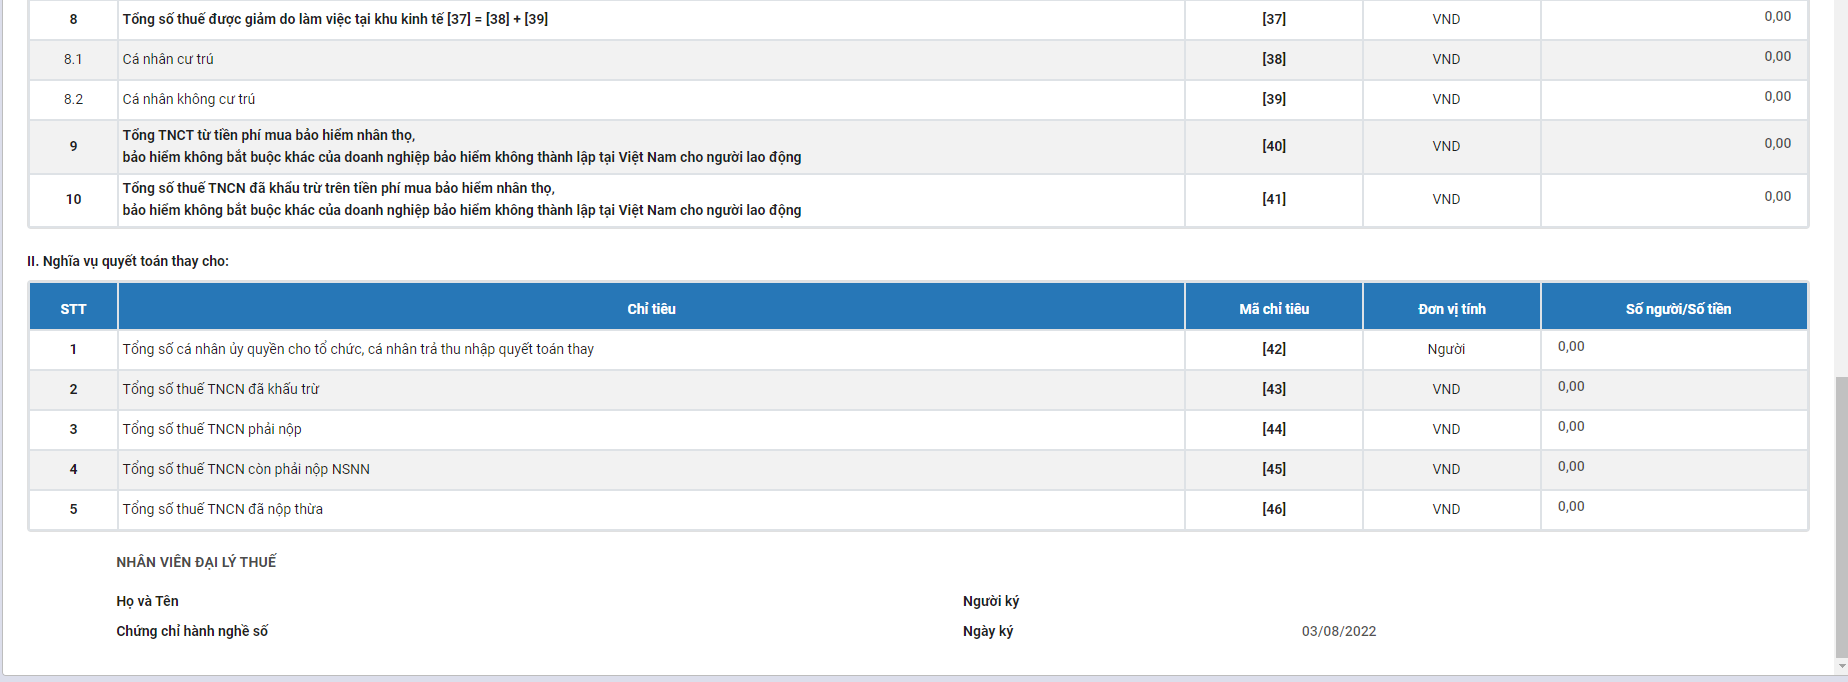 8 Tổng số thuế được giảm do làm việc tại khu kinh tế [37] = [38] + [39] [37] VND 0,00
8.1 Cá nhân cư trú [38] VND 0,00
8.2 Cá nhân không cư trú [39] VND 0,00
9 Tổng TNCT từ tiền phí mua bảo hiểm nhân thọ,
bảo hiểm không bắt buộc khác của doanh nghiệp bảo hiểm không thành lập tại Việt Nam cho người lao động [40] VND 0,00
10 Tổng số thuế TNCN đã khấu trừ trên tiền phí mua bảo hiểm nhân thọ,
bảo hiểm không bắt buộc khác của doanh nghiệp bảo hiểm không thành lập tại Việt Nam cho người lao động [41] VND 0,00
II. Nghĩa vụ quyết toán thay cho:
STT Chỉ tiêu Mã chỉ tiêu Đơn vị tính Số người/Số tiền
1 Tổng số cá nhân ủy quyền cho tổ chức, cá nhân trả thu nhập quyết toán thay [42] Người 0,00
2 Tổng số thuế TNCN đã khấu trừ [43] VND 0,00
3 Tổng số thuế TNCN phải nộp [44] VND 0,00
4 Tổng số thuế TNCN còn phải nộp NSNN [45] VND 0,00
5 Tổng số thuế TNCN đã nộp thừa [46] VND 0,00
NHÂN VIÊN ĐẠI LÝ THUẾ
Họ và Tên Người ký
Chứng chỉ hành nghề số Ngày ký 03/08/2022